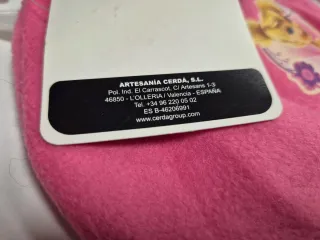 ARTESANÍA CERDÁ, S.L.
Pol. Ind. El Carrascot, C/ Artesans 1-3
46850 - L'OLLERIA / Valencia - ESPAÑA
Tel. +34 96 220 05 02
ES B-46206991
www.cerdagroup.com